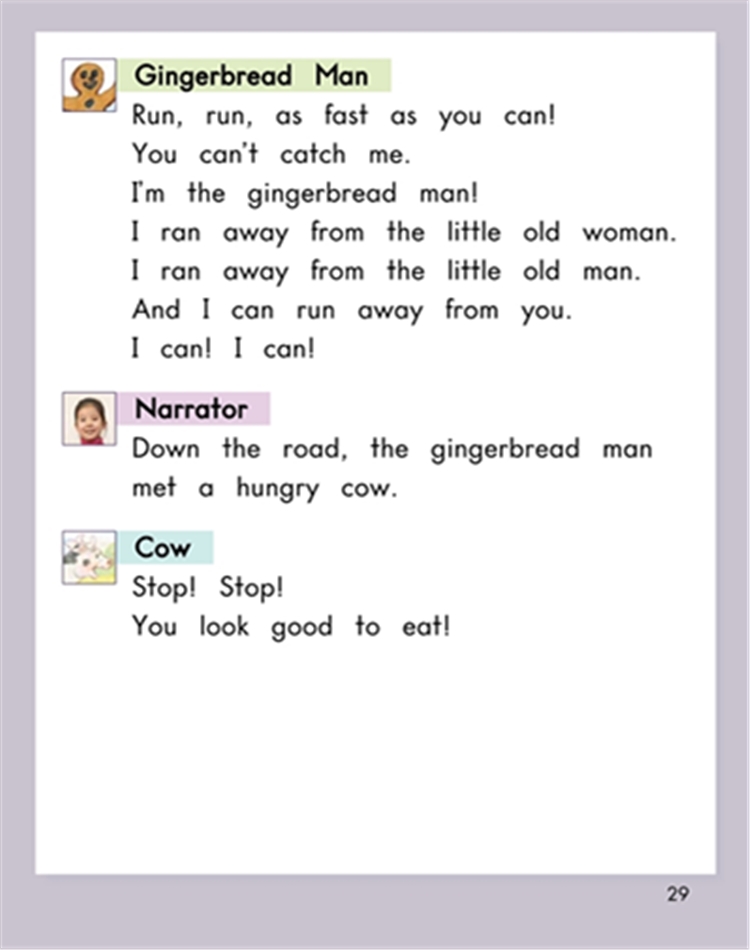 Gingerbread Man
Run, run, as fast as you can!
You can't catch me.
I'm the gingerbread man!
I ran away from the little old woman.
I ran away from the little old man.
And I can run away from you.
I can! I can!
Narrator
Down the road, the gingerbread man
met a hungry cow.
Cow
Stop! Stop!
You look good to eat!
29